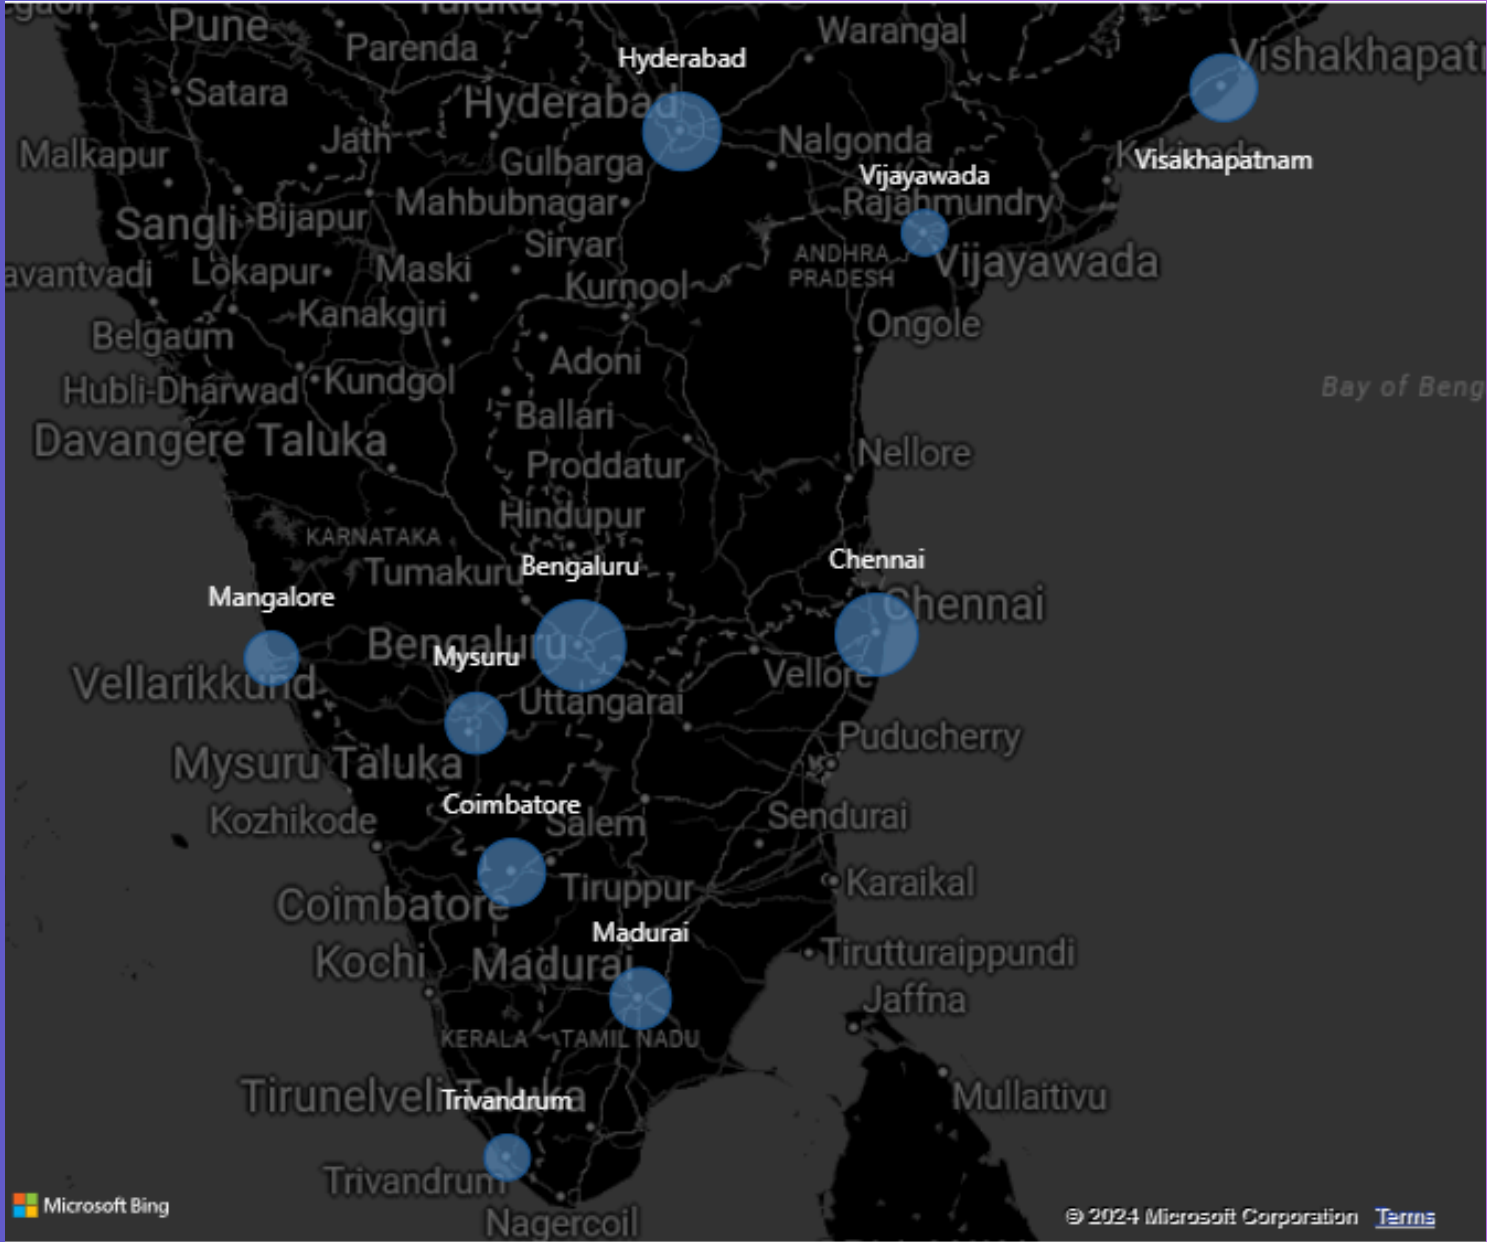 Taluka
Pune
Parenda
Hyderabad
Warangal
Vishakhapatn
Satara
Hyderabad
Jath
Nalgonda
Malkapur
Gulbarga
Visakhapatnam
Vijayawada
Mahbubnagar
Rajahmundry
Sangli
Bijapur
Sirvar
ANDHRA
PRADESH
Vijayawada
avantvadi
Lokapur
Maski
Kurnool
Kanakgiri
Ongole
Belgaum
Adoni
Hubli-Dharwad
Kundgol
Bay of Beng
Ballari
Davangere Taluka
Nellore
Proddatur
Hindupur
KARNATAKA
Tumakuru
Bengaluru
Chennai
Mangalore
Chennai
Bengaluru
Mysuru
Vellore
Vellarikkund
Uttangarai
Puducherry
Mysuru Taluka
Coimbatore
Kozhikode
Salem
Sendurai
Tiruppur
Karaikal
Coimbatore
Madurai
Kochi
Madurai
Tirutturaippundi
Jaffna
KERALA
TAMIL NADU
Tirunelveli Taluka
Trivandrum
Mullaitivu
Trivandrum
Microsoft Bing
Nagercoil
© 2024 Microsoft Corporation Terms